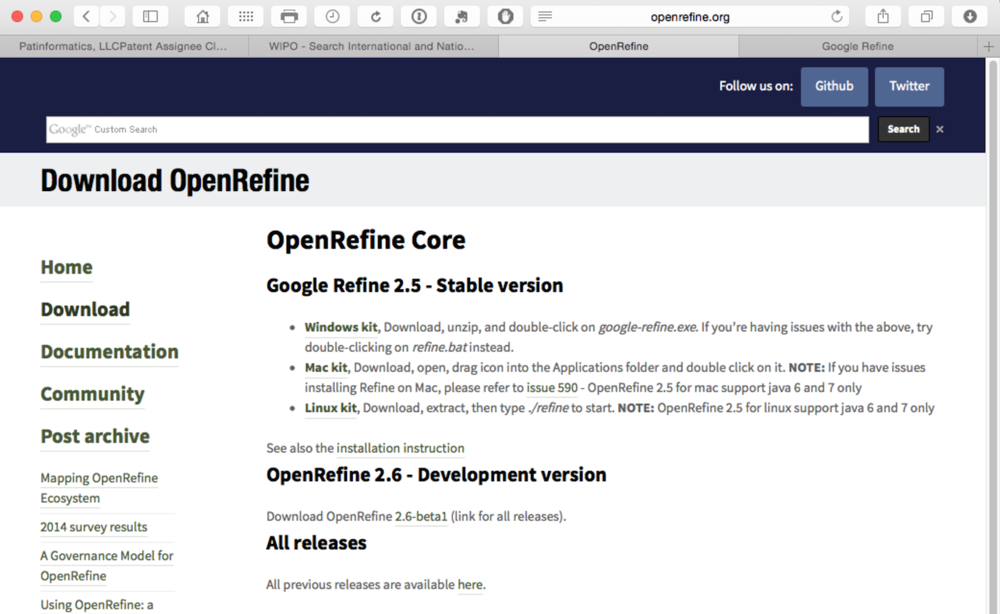 openrefine.org
Patinformatics, LLCPatent Assignee Cl...
WIPO - Search International and Natio...
OpenRefine
Google Refine
Follow us on:
Github
Twitter
Google™ Custom Search
Search
Download OpenRefine
Home
Download
Documentation
Community
Post archive
Mapping OpenRefine
Ecosystem
2014 survey results
A Governance Model for
OpenRefine
Using OpenRefine: a
OpenRefine Core
Google Refine 2.5 - Stable version
• Windows kit, Download, unzip, and double-click on google-refine.exe. If you’re having issues with the above, try
double-clicking on refine.bat instead.
• Mac kit, Download, open, drag icon into the Applications folder and double click on it. NOTE: If you have issues
installing Refine on Mac, please refer to issue 590 - OpenRefine 2.5 for mac support java 6 and 7 only
• Linux kit, Download, extract, then type ./refine to start. NOTE: OpenRefine 2.5 for linux support java 6 and 7 only
See also the installation instruction
OpenRefine 2.6 - Development version
Download OpenRefine 2.6-beta1 (link for all releases).
All releases
All previous releases are available here.